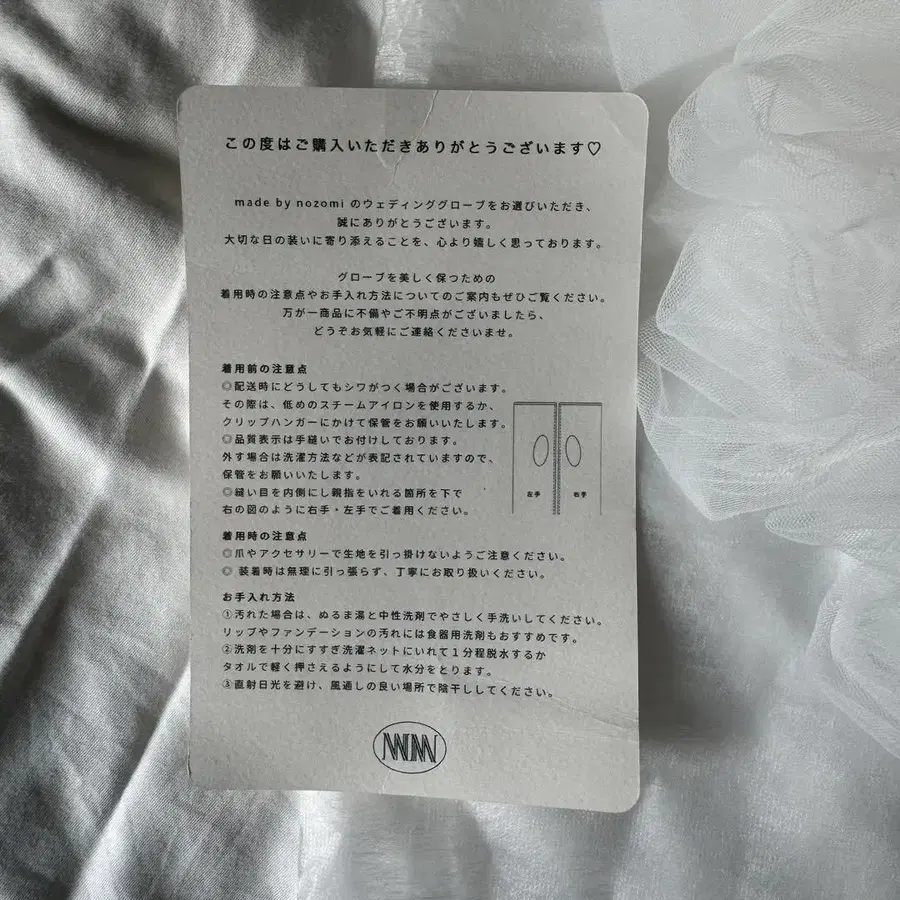 この度はご購入いただきありがとうございます♡
made by nozomi のウェディンググローブをお選びいただき、
誠にありがとうございます。
大切な日の装いに寄り添えることを、心より嬉しく思っております。
グローブを美しく保つための
着用時の注意点やお手入れ方法についてのご案内もぜひご覧ください。
万が一商品に不備やご不明点がございましたら、
どうぞお気軽にご連絡くださいませ。
着用前の注意点
◎配送時にどうしてもシワがつく場合がございます。
その際は、低めのスチームアイロンを使用するか、
クリップハンガーにかけて保管をお願いいたします。
◎品質表示は手縫いでお付けしております。
外す場合は洗濯方法などが表記されていますので、
保管をお願いいたします。
◎縫い目を内側にし親指をいれる箇所を下で
右の図のように右手・左手でご着用ください。
左手
右手
着用時の注意点
◎爪やアクセサリーで生地を引っ掛けないようご注意ください。
◎ 装着時は無理に引っ張らず、丁寧にお取り扱いください。
お手入れ方法
①汚れた場合は、ぬるま湯と中性洗剤でやさしく手洗いしてください。
リップやファンデーションの汚れには食器用洗剤もおすすめです。
②洗剤を十分にすすぎ洗濯ネットにいれて１分程脱水するか
タオルで軽く押さえるようにして水分をとります。
③直射日光を避け、風通しの良い場所で陰干ししてください。